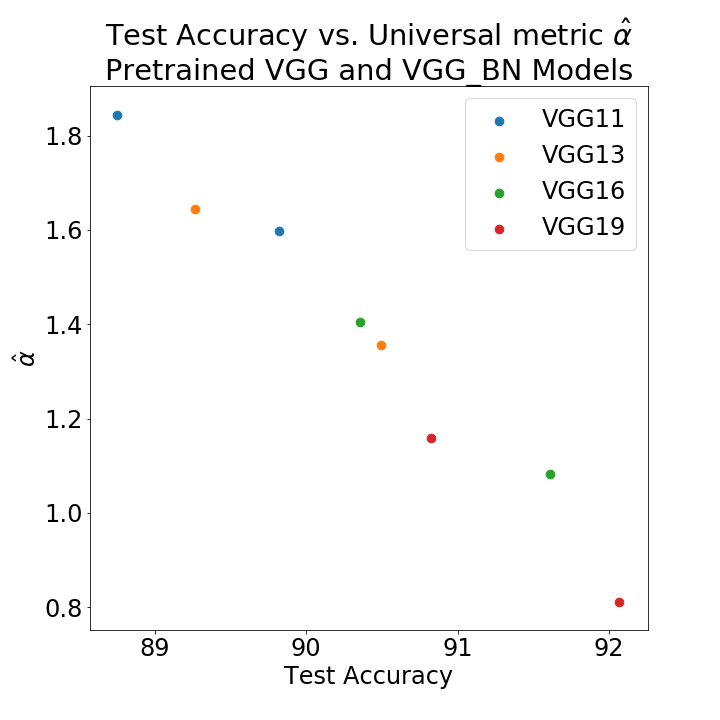 Test Accuracy vs. Universal metric α̂
Pretrained VGG and VGG_BN Models
VGG11
VGG13
VGG16
VGG19
α̂
1.8
1.6
1.4
1.2
1.0
0.8
89 90 91 92
Test Accuracy